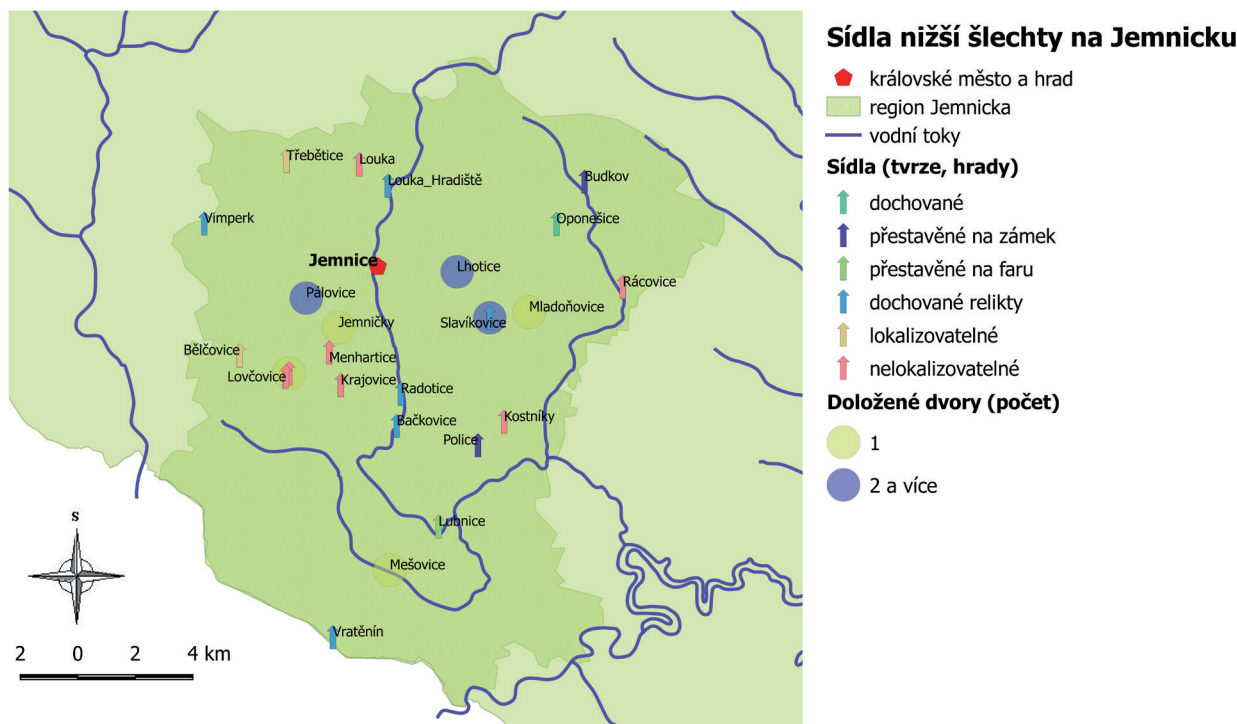 Sídla nižší šlechty na Jemnicku
královské město a hrad
region Jemnicka
vodní toky
Sídla (tvrze, hrady)
dochované
přestavěné na zámek
přestavěné na faru
dochované relikty
lokalizovatelné
nelokalizovatelné
Doložené dvory (počet)
1
2 a více
Třebětice
Louka
Louka_Hradiště
Budkov
Vimperk
Oponešice
Jemnice
Lhotice
Rácovice
Pálovice
Mladoňovice
Jemničky
Slavíkovice
Bělčovice
Menhartice
Lovčovice
Krajovice
Radotice
Bačkovice
Kostníky
Police
Lubnice
Mešovice
Vratěnín
S
2 0 2 4 km